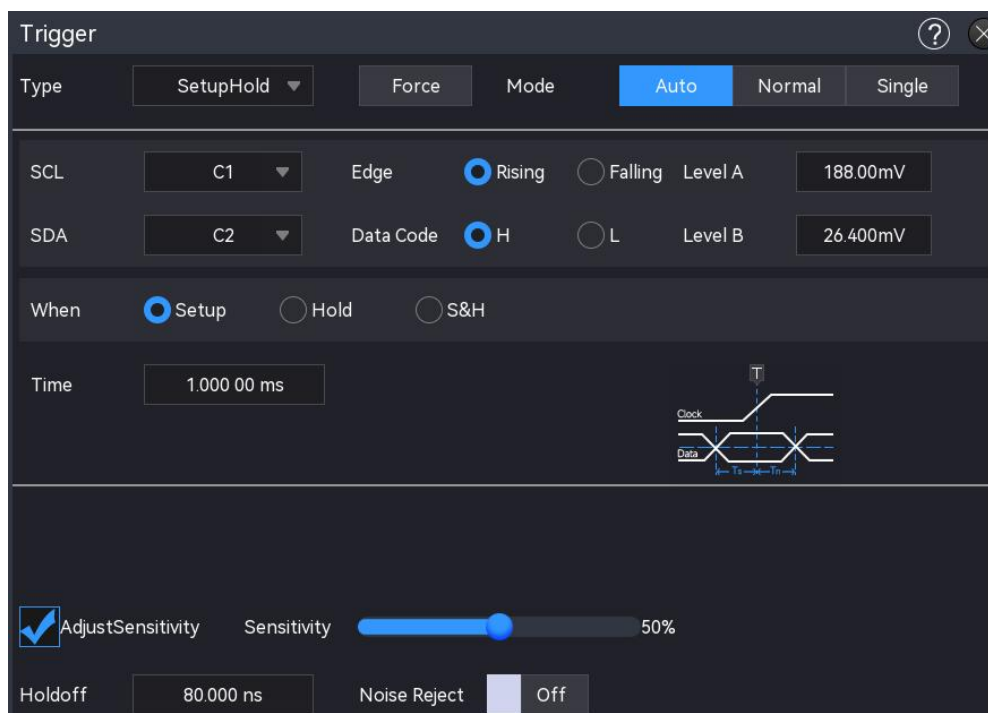 Trigger ?
Type SetupHold Force Mode Auto Normal Single
SCL C1 Edge Rising Falling Level A 188.00mV
SDA C2 Data Code H L Level B 26.400mV
When Setup Hold S&H
Time 1.000 00 ms
T
Clock
Data
Ts Tn
AdjustSensitivity Sensitivity 50%
Holdoff 80.000 ns Noise Reject Off